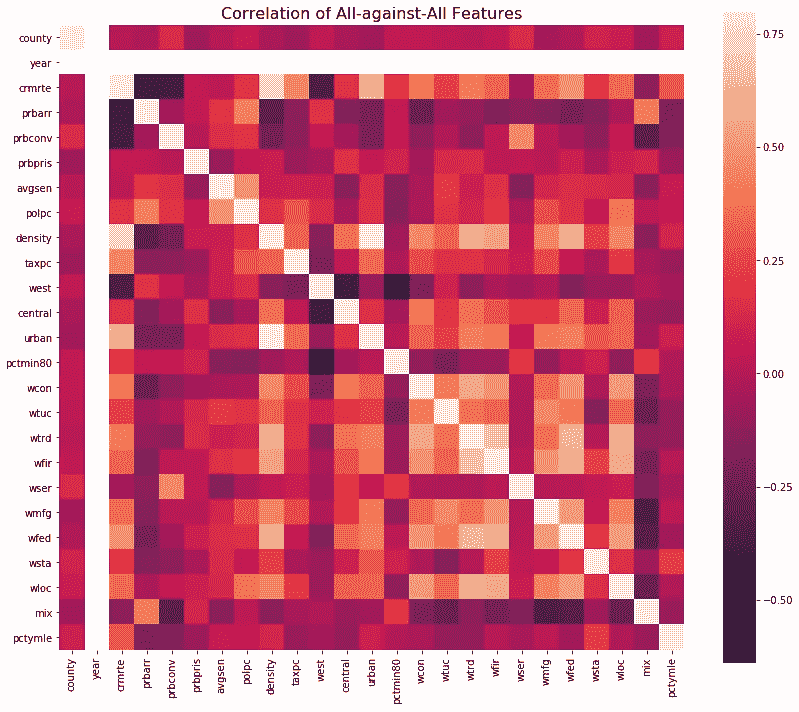 Correlation of All-against-All Features
county
year
crmrte
prbarr
prbconv
prbpris
avgsen
polpc
density
taxpc
west
central
urban
pctmin80
wcon
wtuc
wtrd
wfir
wser
wmfg
wfed
wsta
wloc
mix
pctymle
0.75
0.50
0.25
0.00
−0.25
−0.50
county year crmrte prbarr prbconv prbpris avgsen polpc density taxpc west central urban pctmin80 wcon wtuc wtrd wfir wser wmfg wfed wsta wloc mix pctymle